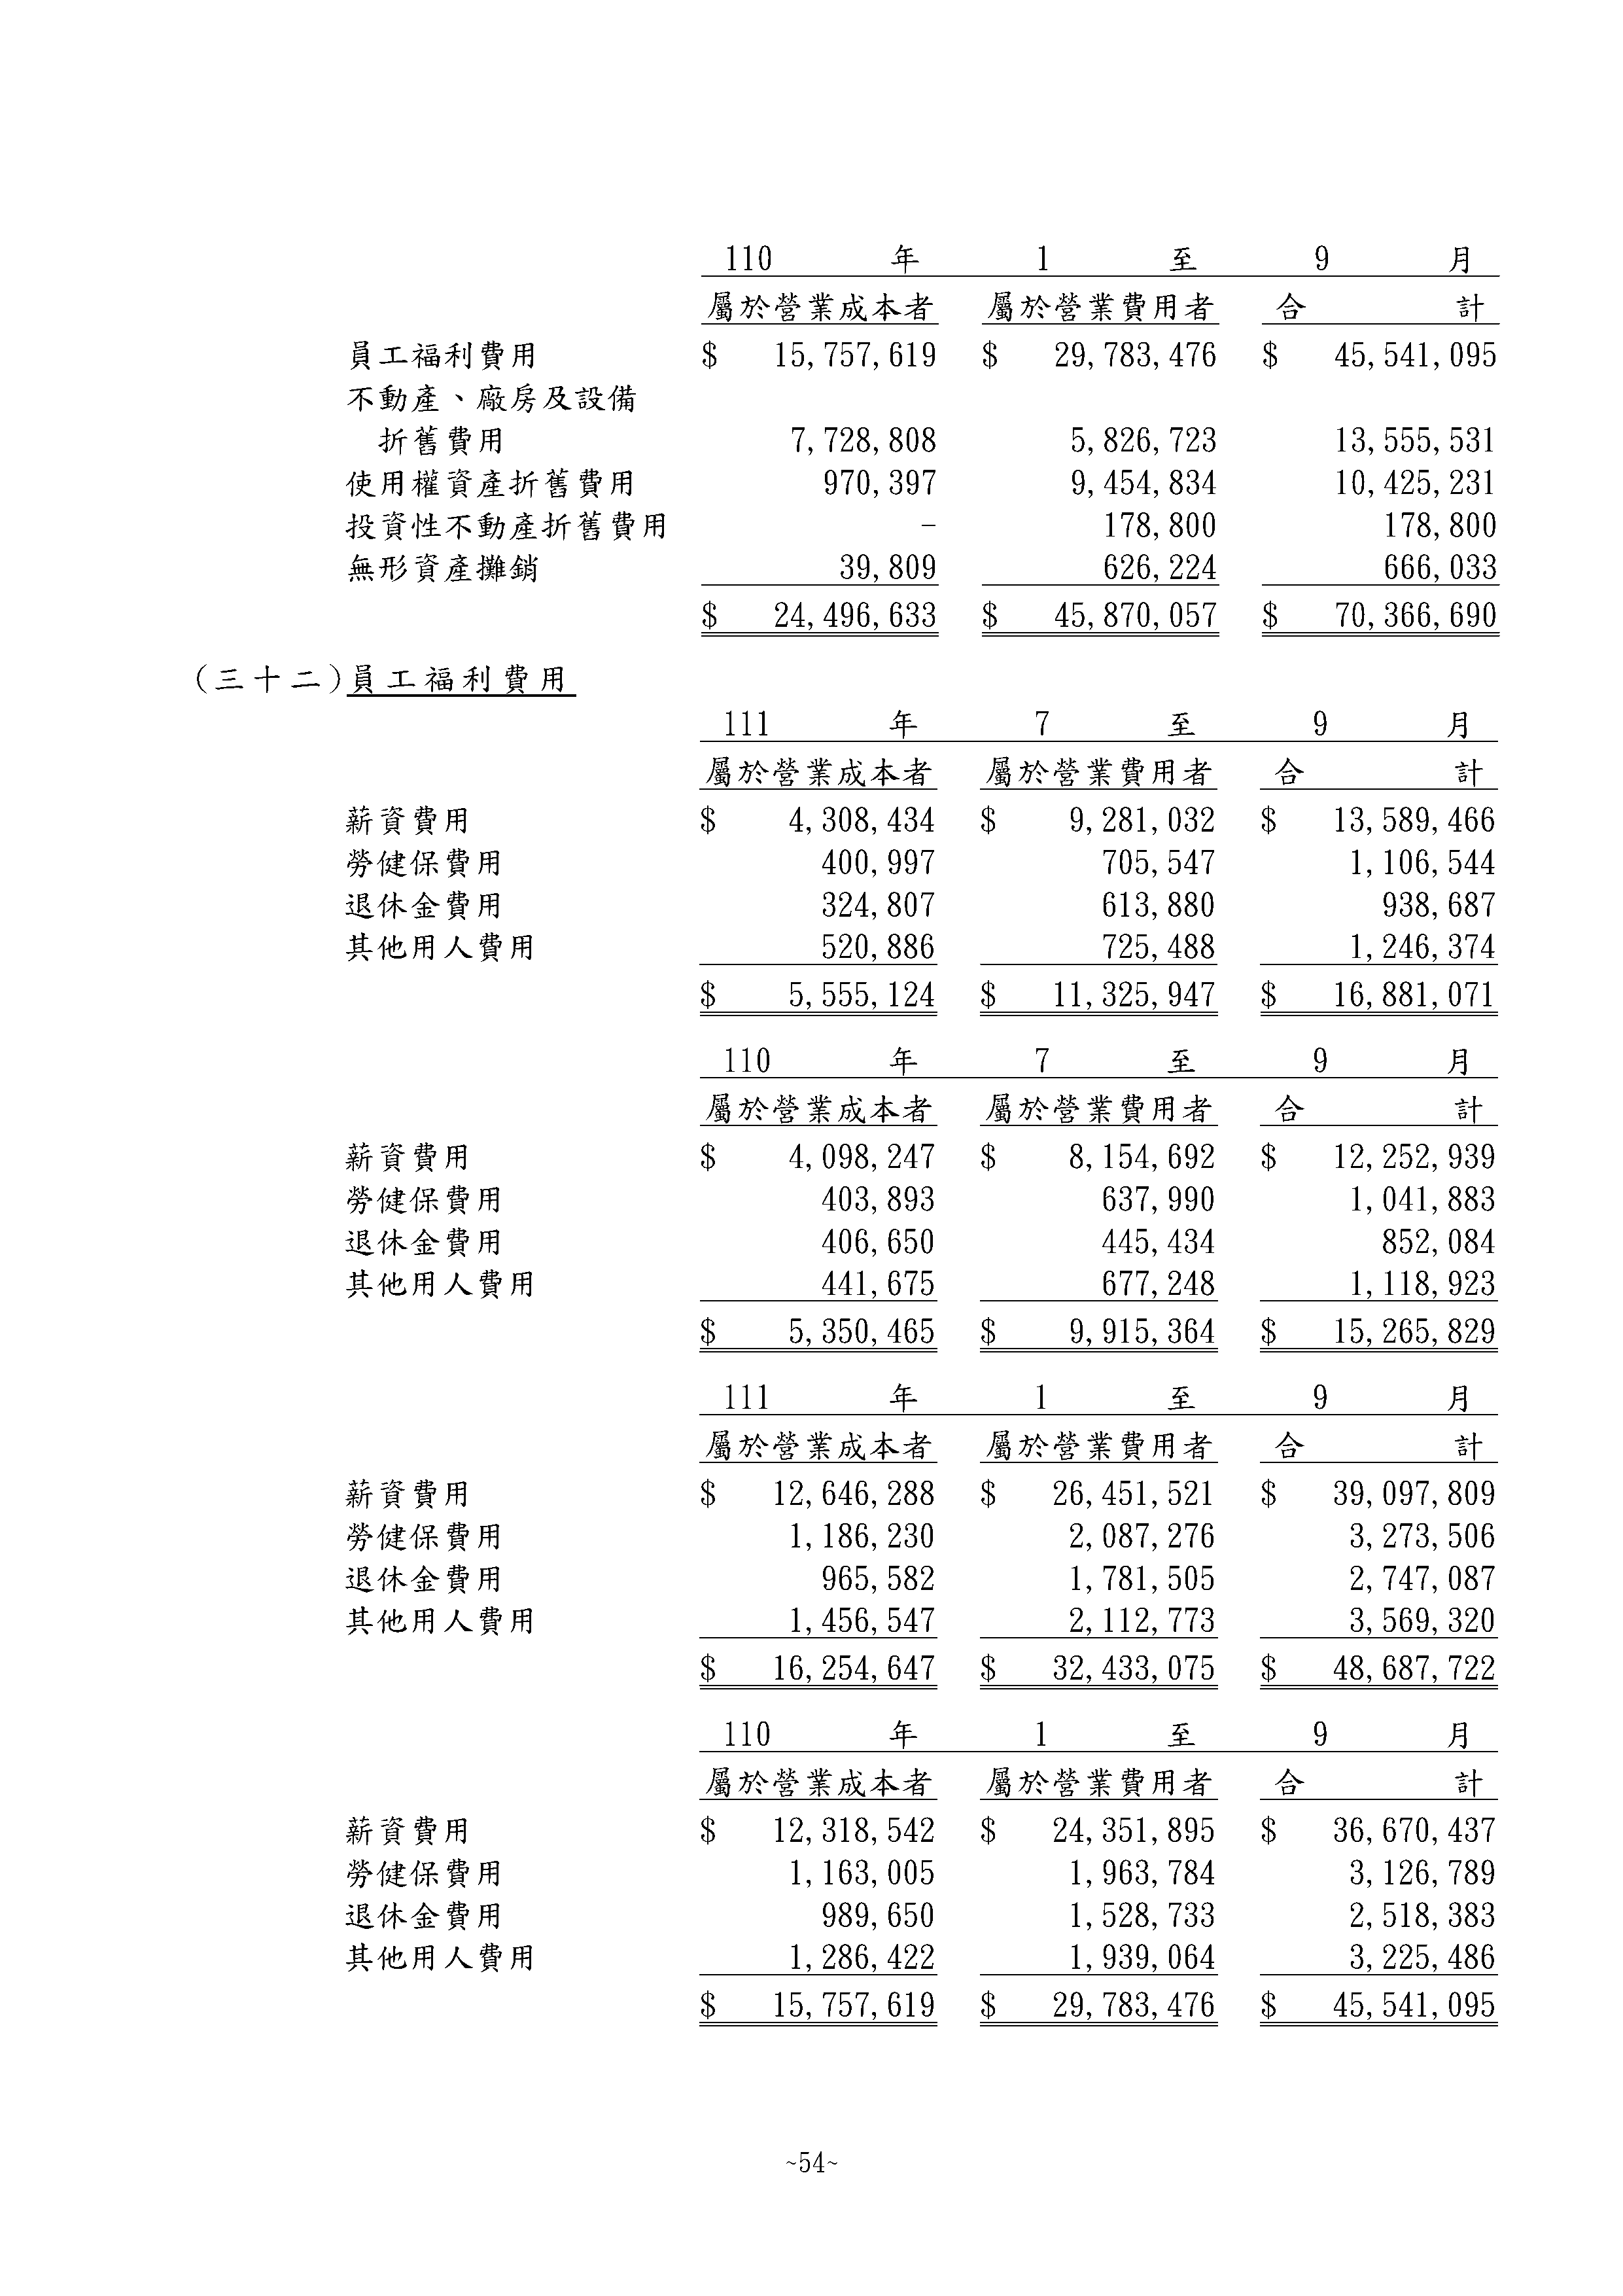 110 年 1 至 9 月
屬於營業成本者 屬於營業費用者 合 計
員工福利費用 $ 15,757,619 $ 29,783,476 $ 45,541,095
不動產、廠房及設備
折舊費用 7,728,808 5,826,723 13,555,531
使用權資產折舊費用 970,397 9,454,834 10,425,231
投資性不動產折舊費用 - 178,800 178,800
無形資產攤銷 39,809 626,224 666,033
$ 24,496,633 $ 45,870,057 $ 70,366,690
(三十二)員工福利費用
111 年 7 至 9 月
屬於營業成本者 屬於營業費用者 合 計
薪資費用 $ 4,308,434 $ 9,281,032 $ 13,589,466
勞健保費用 400,997 705,547 1,106,544
退休金費用 324,807 613,880 938,687
其他用人費用 520,886 725,488 1,246,374
$ 5,555,124 $ 11,325,947 $ 16,881,071
110 年 7 至 9 月
屬於營業成本者 屬於營業費用者 合 計
薪資費用 $ 4,098,247 $ 8,154,692 $ 12,252,939
勞健保費用 403,893 637,990 1,041,883
退休金費用 406,650 445,434 852,084
其他用人費用 441,675 677,248 1,118,923
$ 5,350,465 $ 9,915,364 $ 15,265,829
111 年 1 至 9 月
屬於營業成本者 屬於營業費用者 合 計
薪資費用 $ 12,646,288 $ 26,451,521 $ 39,097,809
勞健保費用 1,186,230 2,087,276 3,273,506
退休金費用 965,582 1,781,505 2,747,087
其他用人費用 1,456,547 2,112,773 3,569,320
$ 16,254,647 $ 32,433,075 $ 48,687,722
110 年 1 至 9 月
屬於營業成本者 屬於營業費用者 合 計
薪資費用 $ 12,318,542 $ 24,351,895 $ 36,670,437
勞健保費用 1,163,005 1,963,784 3,126,789
退休金費用 989,650 1,528,733 2,518,383
其他用人費用 1,286,422 1,939,064 3,225,486
$ 15,757,619 $ 29,783,476 $ 45,541,095
~54~